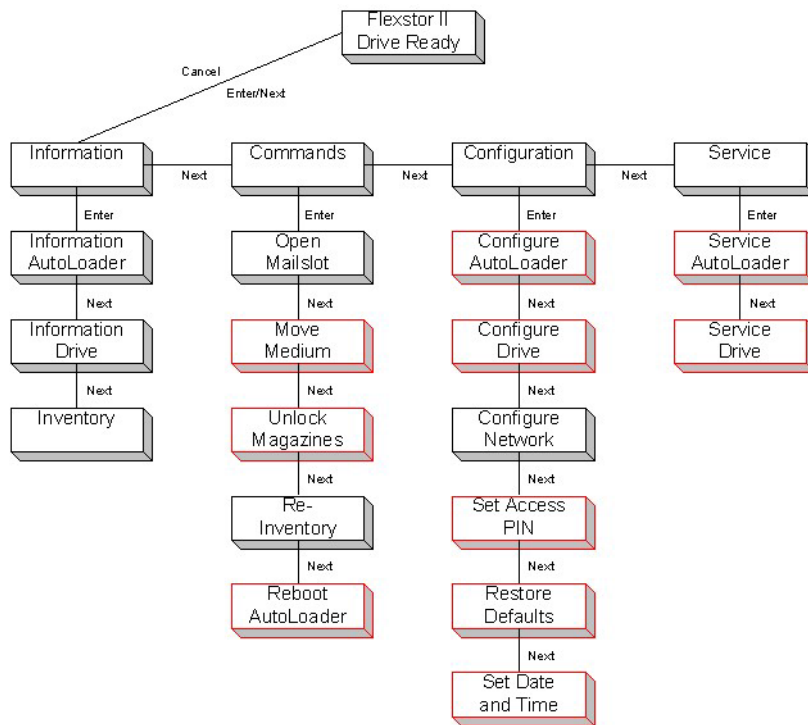 Flexstor II
Drive Ready
Cancel
Enter/Next
Information
Next
Commands
Next
Configuration
Next
Service
Enter
Enter
Enter
Enter
Information
AutoLoader
Open
Mailslot
Configure
AutoLoader
Service
AutoLoader
Next
Next
Next
Next
Information
Drive
Move
Medium
Configure
Drive
Service
Drive
Next
Next
Next
Inventory
Unlock
Magazines
Configure
Network
Next
Next
Re-
Inventory
Set Access
PIN
Next
Next
Reboot
AutoLoader
Restore
Defaults
Next
Set Date
and Time